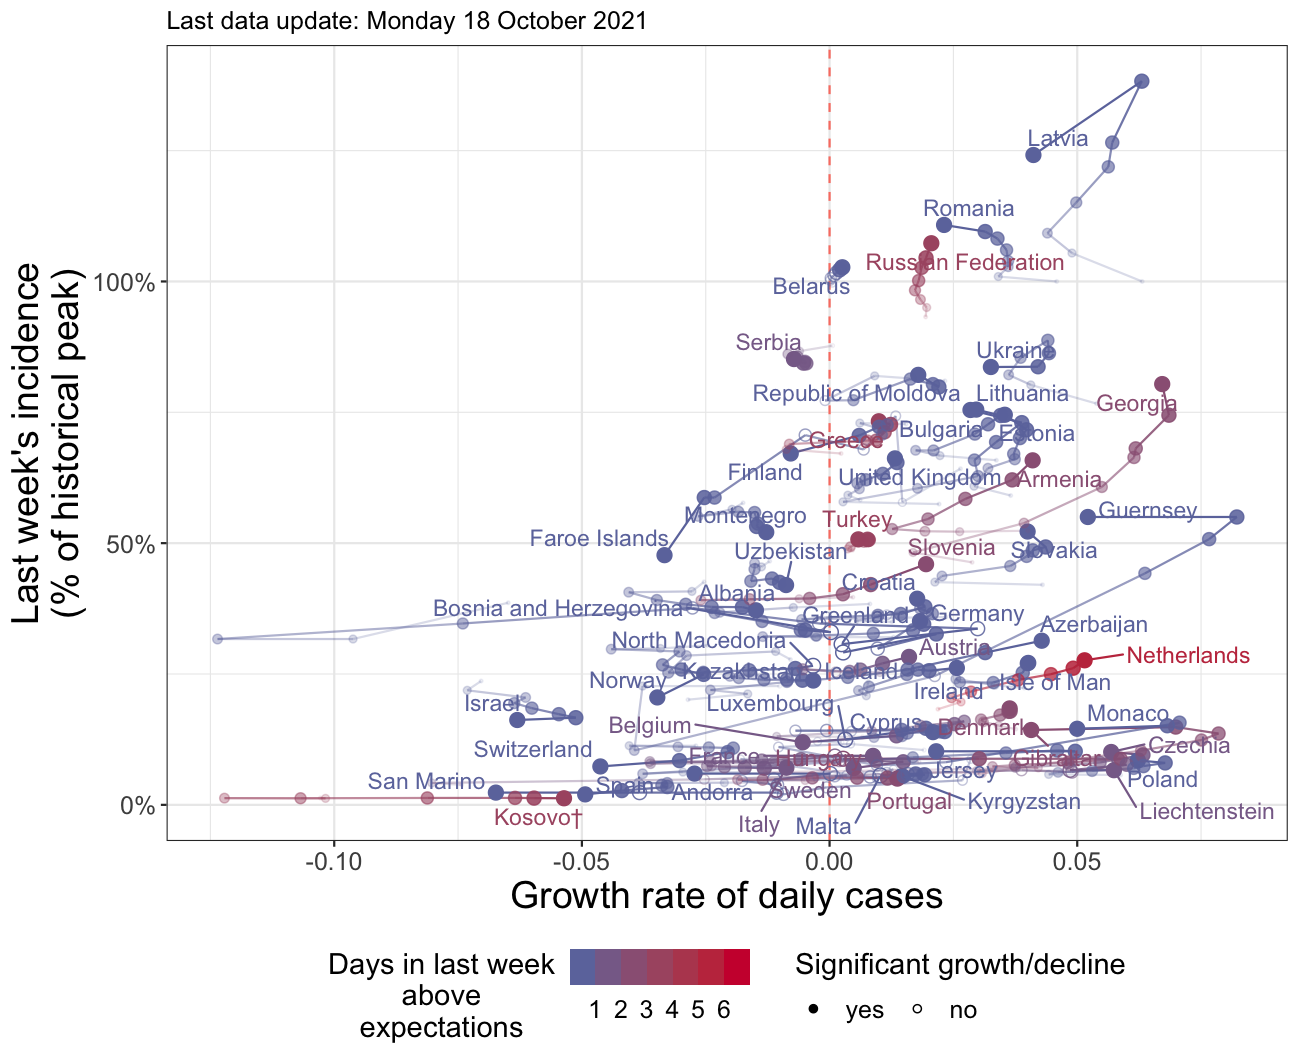 Last data update: Monday 18 October 2021
Last week's incidence
(% of historical peak)
100%
50%
0%
Latvia
Romania
Russian Federation
Belarus
Serbia
Ukraine
Republic of Moldova
Lithuania
Georgia
Greece
Bulgaria
Estonia
Finland
United Kingdom
Armenia
Montenegro
Turkey
Guernsey
Faroe Islands
Uzbekistan
Slovenia
Slovakia
Albania
Croatia
Bosnia and Herzegovina
Greenland
Germany
Azerbaijan
North Macedonia
Austria
Netherlands
Norway
Kazakhstan
Iceland
Ireland
Isle of Man
Israel
Luxembourg
Belgium
Cyprus
Denmark
Monaco
Switzerland
France
Hungary
Gibraltar
Czechia
San Marino
Spain
Andorra
Sweden
Jersey
Poland
Kosovo†
Portugal
Kyrgyzstan
Liechtenstein
Italy
Malta
-0.10
-0.05
0.00
0.05
Growth rate of daily cases
Days in last week
above
expectations
1 2 3 4 5 6
Significant growth/decline
yes
no